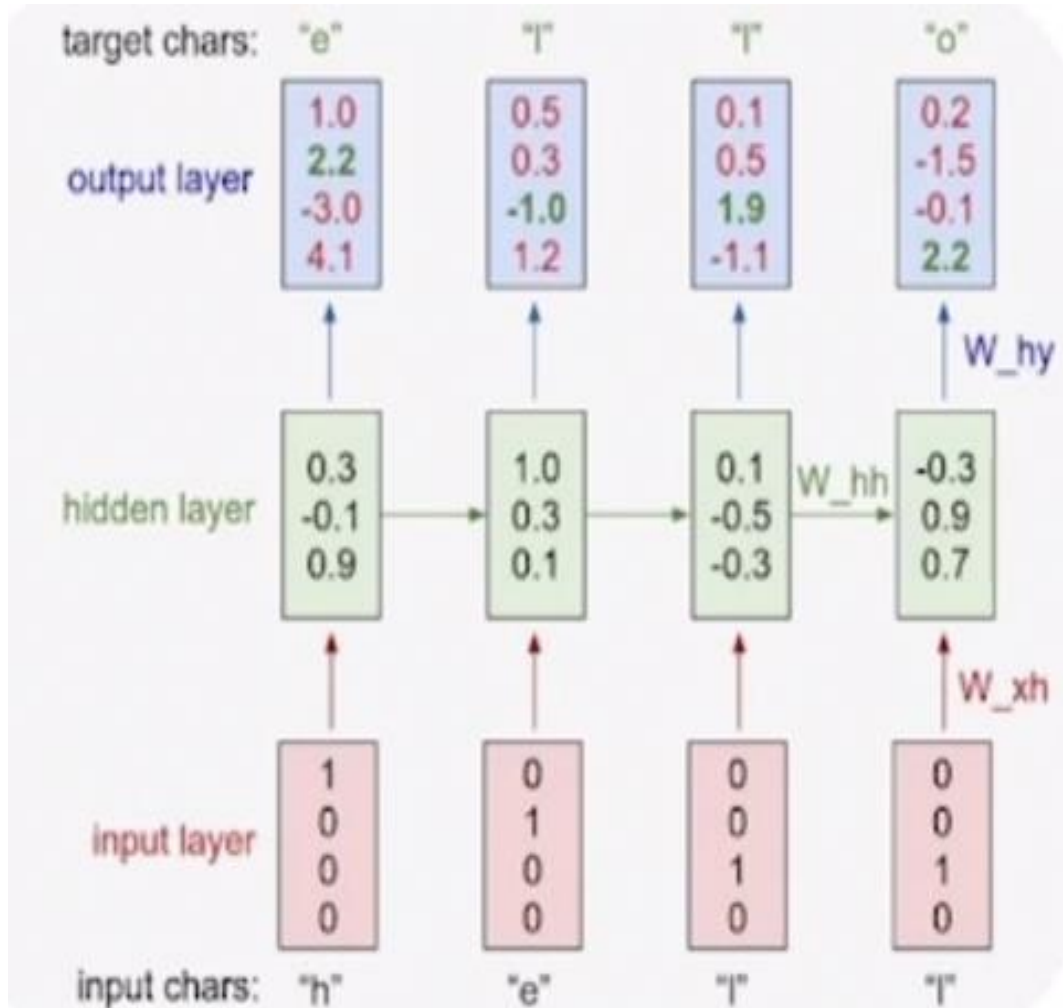 target chars: "e" "l" "l" "o"
1.0 0.5 0.1 0.2
2.2 0.3 0.5 -1.5
output layer
-3.0 -1.0 1.9 -0.1
4.1 1.2 -1.1 2.2
W_hy
0.3 1.0 0.1 -0.3
W_hh
hidden layer -0.1 0.3 -0.5 0.9
0.9 0.1 -0.3 0.7
W_xh
1 0 0 0
0 1 0 0
input layer
0 0 1 1
0 0 0 0
input chars: "h" "e" "l" "l"